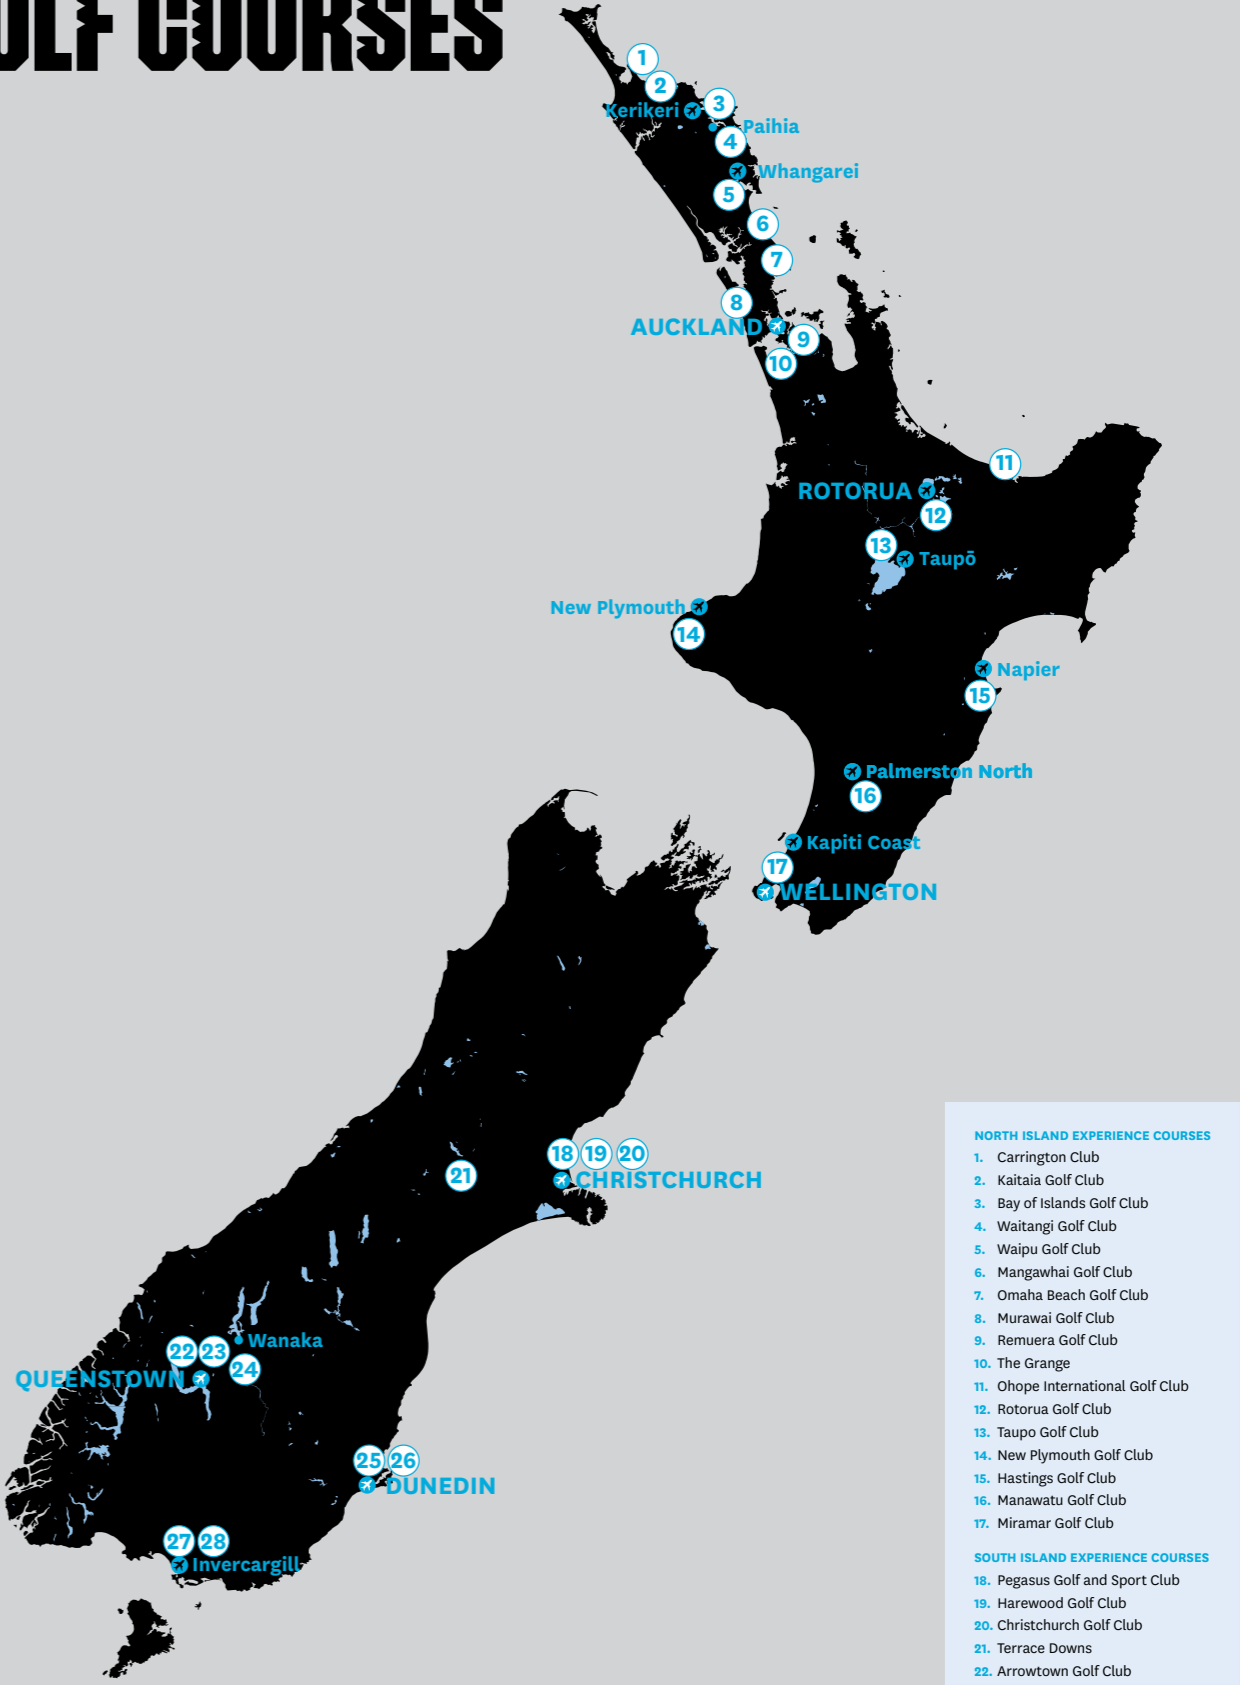 OLF COURSES
1
2
Kerikeri
3
Paihia
4
Whangarei
5
6
7
8
AUCKLAND
9
10
11
ROTORUA
12
13
Taupō
New Plymouth
14
Napier
15
Palmerston North
16
Kapiti Coast
17
WELLINGTON
18 19 20
21
CHRISTCHURCH
Wanaka
22 23
24
QUEENSTOWN
25 26
DUNEDIN
27 28
Invercargill
NORTH ISLAND EXPERIENCE COURSES
1. Carrington Club
2. Kaitaia Golf Club
3. Bay of Islands Golf Club
4. Waitangi Golf Club
5. Waipu Golf Club
6. Mangawhai Golf Club
7. Omaha Beach Golf Club
8. Murawai Golf Club
9. Remuera Golf Club
10. The Grange
11. Ohope International Golf Club
12. Rotorua Golf Club
13. Taupo Golf Club
14. New Plymouth Golf Club
15. Hastings Golf Club
16. Manawatu Golf Club
17. Miramar Golf Club
SOUTH ISLAND EXPERIENCE COURSES
18. Pegasus Golf and Sport Club
19. Harewood Golf Club
20. Christchurch Golf Club
21. Terrace Downs
22. Arrowtown Golf Club